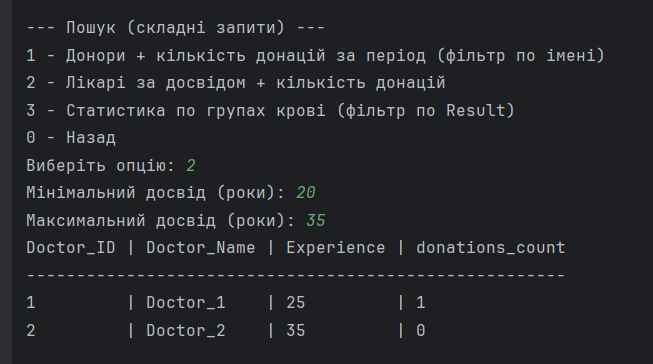 --- Пошук (складні запити) ---
1 - Донори + кількість донацій за період (фільтр по імені)
2 - Лікарі за досвідом + кількість донацій
3 - Статистика по групах крові (фільтр по Result)
0 - Назад
Виберіть опцію: 2
Мінімальний досвід (роки): 20
Максимальний досвід (роки): 35
Doctor_ID | Doctor_Name | Experience | donations_count
------------------------------------------------------
1         | Doctor_1    | 25         | 1
2         | Doctor_2    | 35         | 0